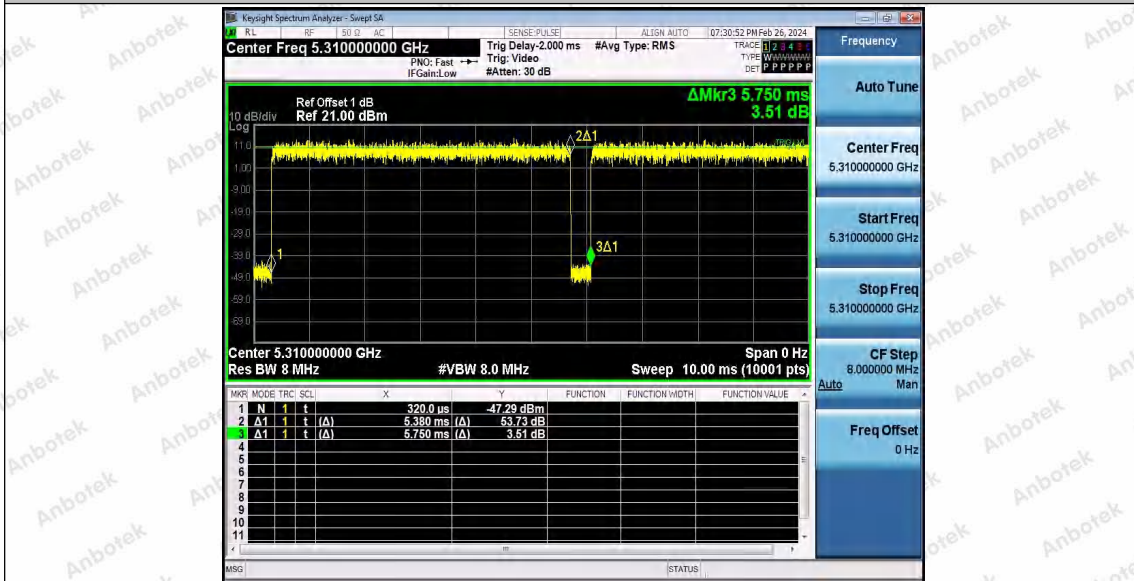 Keysight Spectrum Analyzer - Swept SA
RL RF 50 Ω AC SENSE:PULSE ALIGN AUTO 07:30:52 PM Feb 26, 2024
Center Freq 5.310000000 GHz Trig Delay-2.000 ms #Avg Type: RMS TRACE 1 2 3 4 5 6
PNO: Fast Trig: Video TYPE WWWWWW
IFGain:Low #Atten: 30 dB DET P P P P P P
ΔMkr3 5.750 ms
3.51 dB
Ref Offset 1 dB
10 dB/div Ref 21.00 dBm
Log
11.0
1.00
-9.00
-19.0
-29.0
-39.0
-49.0
-59.0
-69.0
2Δ1
1
3Δ1
Center 5.310000000 GHz Span 0 Hz
Res BW 8 MHz #VBW 8.0 MHz Sweep 10.00 ms (10001 pts)
MKR MODE TRC SCL X Y FUNCTION FUNCTION WIDTH FUNCTION VALUE
1 N 1 t 320.0 µs -47.29 dBm
2 Δ1 1 t (Δ) 5.380 ms (Δ) 53.73 dB
3 Δ1 1 t (Δ) 5.750 ms (Δ) 3.51 dB
4
5
6
7
8
9
10
11
MSG STATUS
Frequency
Auto Tune
Center Freq
5.310000000 GHz
Start Freq
5.310000000 GHz
Stop Freq
5.310000000 GHz
CF Step
8.000000 MHz
Auto Man
Freq Offset
0 Hz
Anbotek